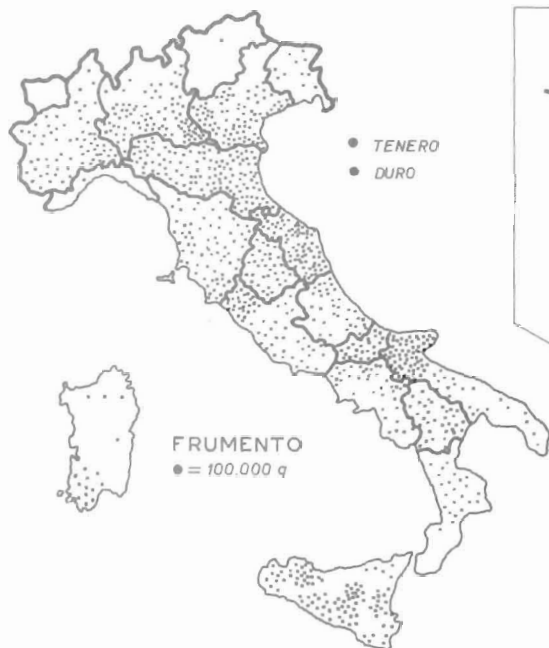 ● TENERO
● DURO
FRUMENTO
● = 100.000 q